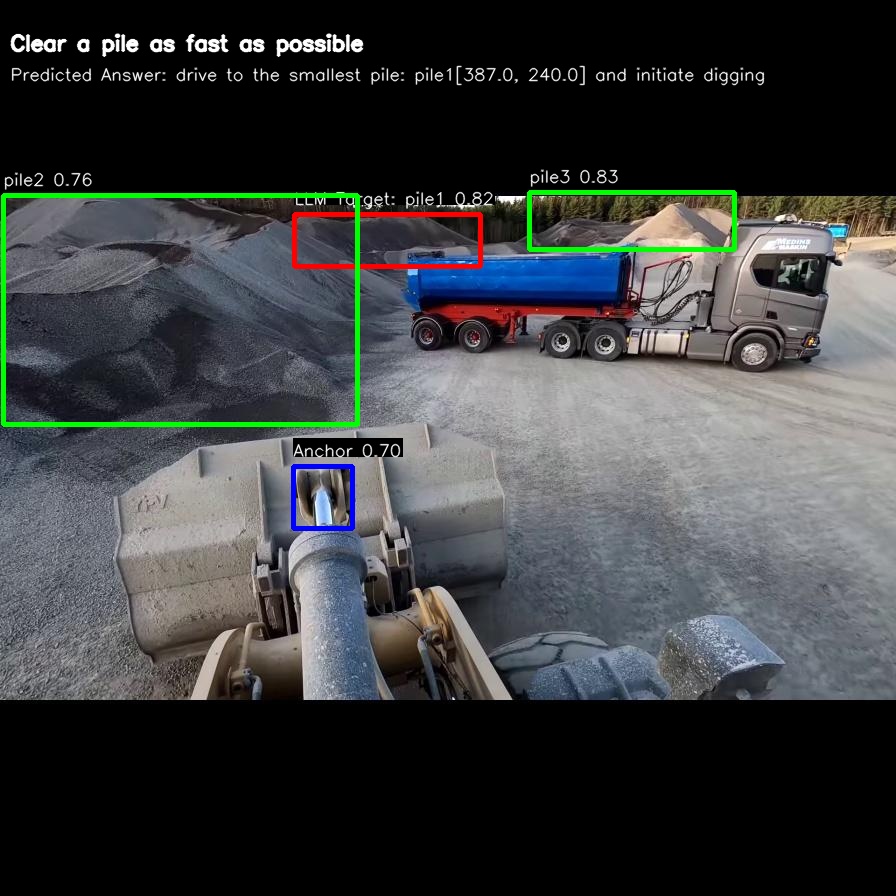 Clear a pile as fast as possible
Predicted Answer: drive to the smallest pile: pile1[387.0, 240.0] and initiate digging
pile3 0.83
pile2 0.76
LLM Target: pile1 0.82
MEDINS
MASKIN
Anchor 0.70